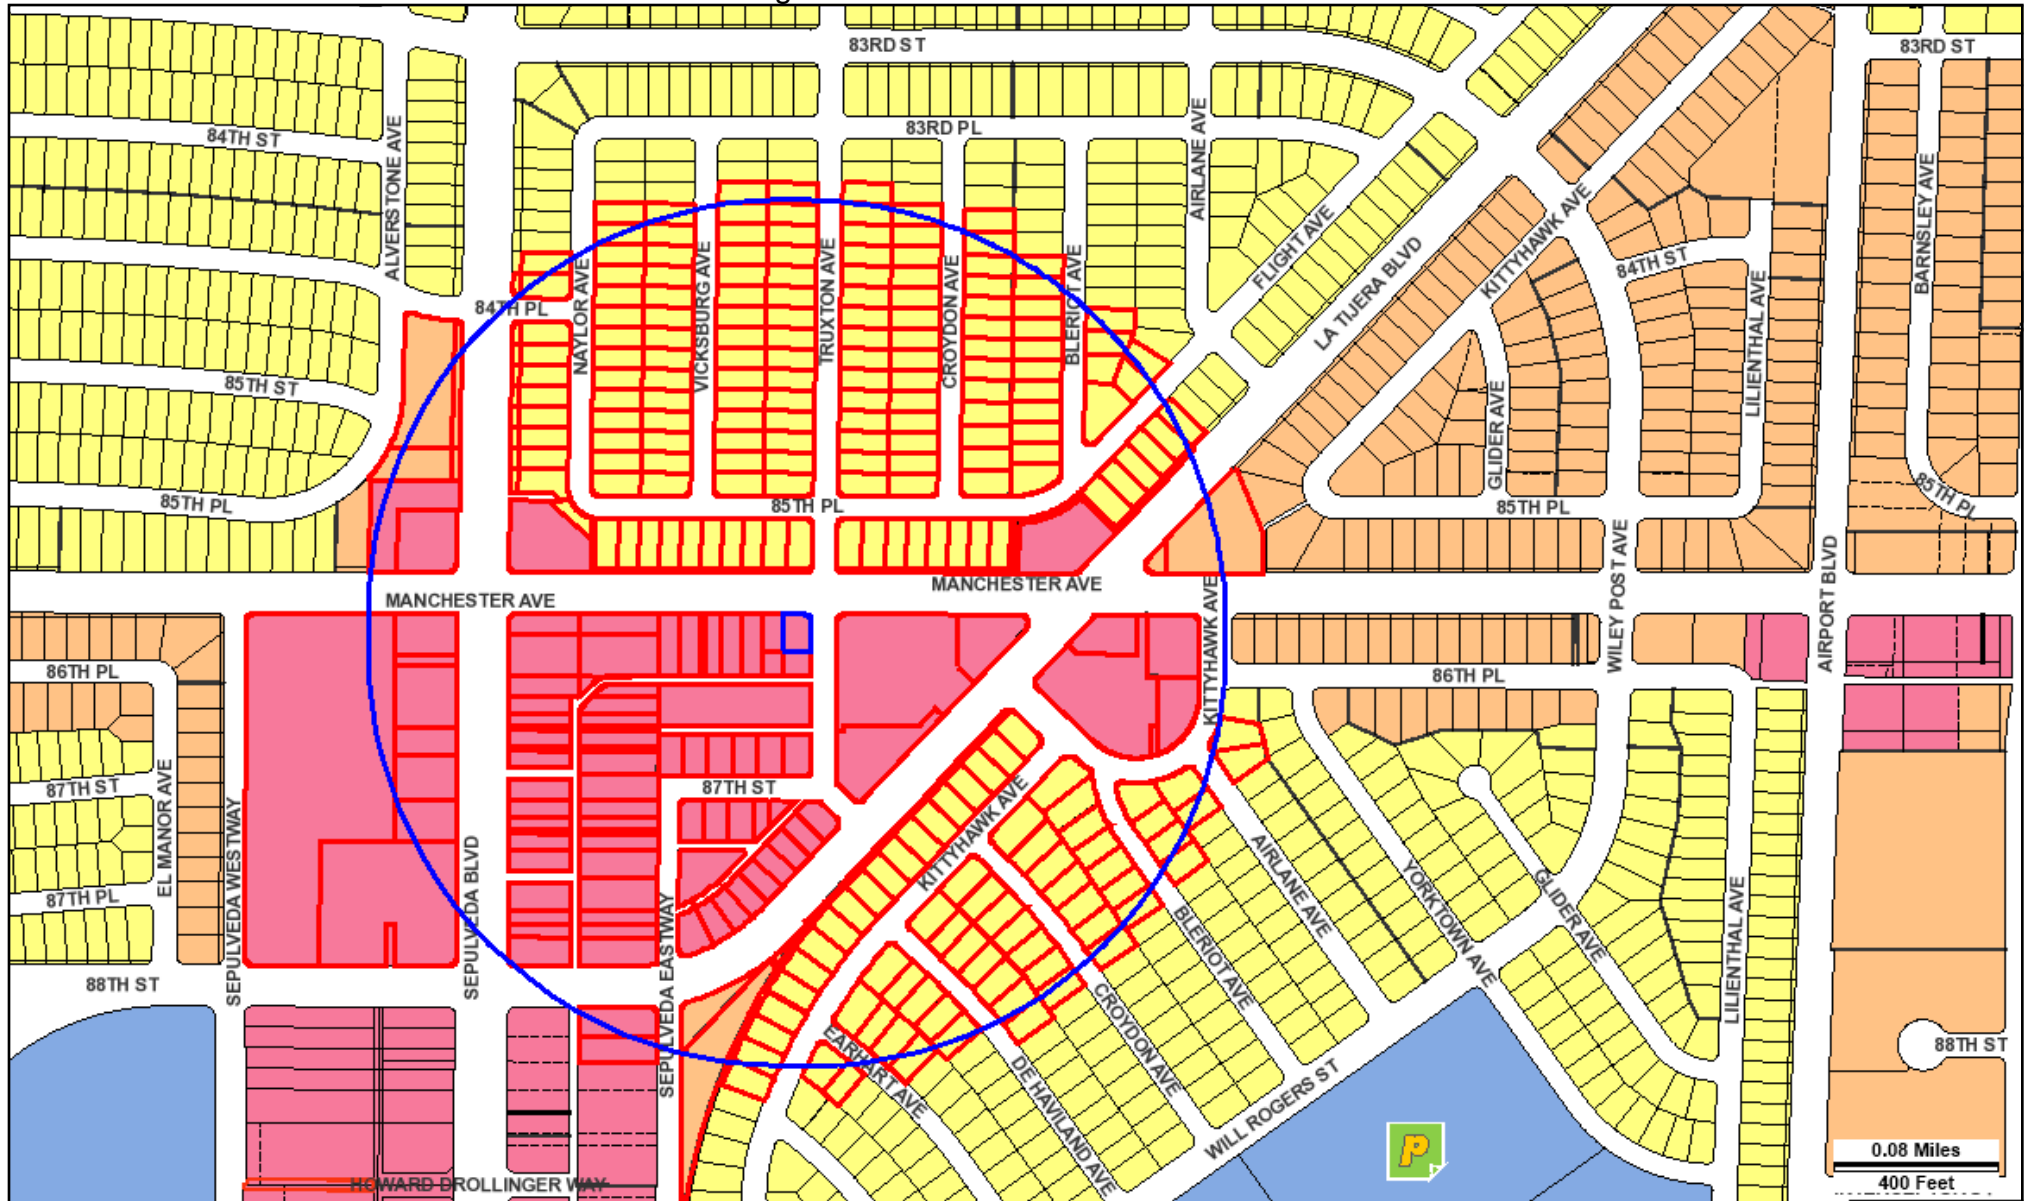 83RD ST
83RD ST
84TH ST
ALVERSTONE AVE
83RD PL
AIRLANE AVE
BARNSLEY AVE
KITTYHAWK AVE
FLIGHT AVE
LA TIJERA BLVD
84TH ST
84TH PL
NAYLOR AVE
VICKSBURG AVE
TRUXTON AVE
CROYDON AVE
BLERIOT AVE
LILIENTHAL AVE
85TH ST
GLIDER AVE
85TH PL
85TH PL
85TH PL
85TH PL
MANCHESTER AVE
MANCHESTER AVE
KITTYHAWK AVE
WILEY POST AVE
AIRPORT BLVD
86TH PL
86TH PL
87TH ST
87TH ST
EL MANOR AVE
SEPULVEDA WESTWAY
SEPULVEDA BLVD
SEPULVEDA EASTWAY
KITTYHAWK AVE
AIRLANE AVE
YORKTOWN AVE
GLIDER AVE
LILIENTHAL AVE
87TH PL
88TH ST
BLERIOT AVE
CROYDON AVE
DE HAVILAND AVE
EARHART AVE
WILL ROGERS ST
88TH ST
P
0.08 Miles
400 Feet
HOWARD DROLLINGER WAY